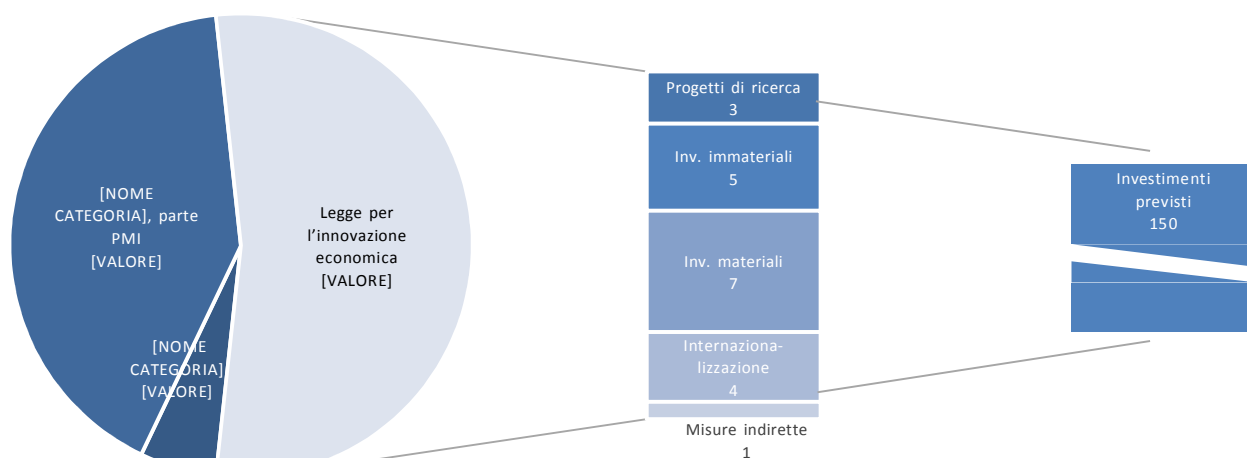 [NOME
CATEGORIA], parte
PMI
[VALORE]
[NOME
CATEGORIA]
[VALORE]
Legge per
l’innovazione
economica
[VALORE]
Progetti di ricerca
3
Inv. immateriali
5
Inv. materiali
7
Internaziona-
lizzazione
4
Misure indirette
1
Investimenti
previsti
150